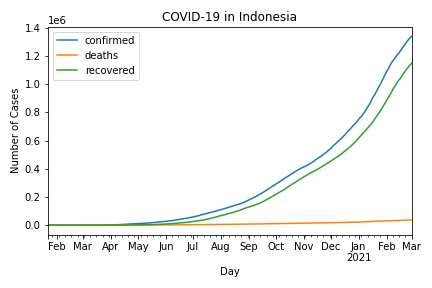 COVID-19 in Indonesia
1e6
confirmed
deaths
recovered
Number of Cases
1.4
1.2
1.0
0.8
0.6
0.4
0.2
0.0
Feb Mar Apr May Jun Jul Aug Sep Oct Nov Dec Jan Feb Mar
2021
Day